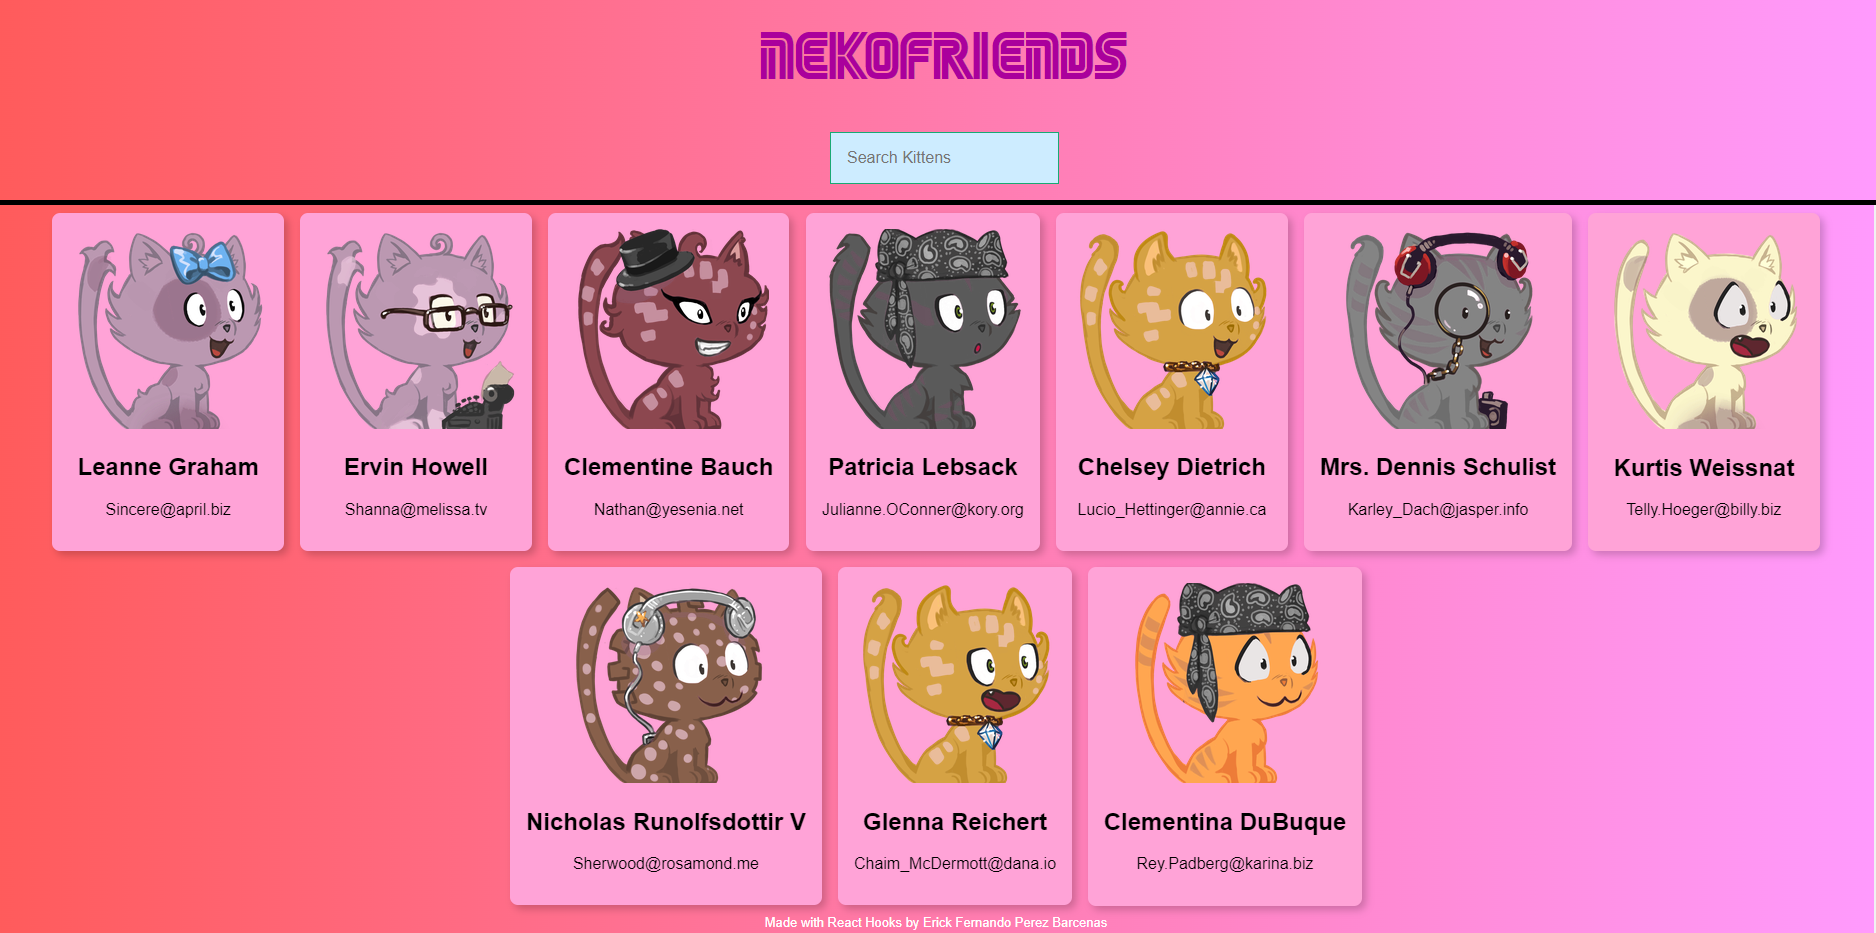 NEKOFRIENDS
Search Kittens
Leanne Graham
Sincere@april.biz
Ervin Howell
Shanna@melissa.tv
Clementine Bauch
Nathan@yesenia.net
Patricia Lebsack
Julianne.OConner@kory.org
Chelsey Dietrich
Lucio_Hettinger@annie.ca
Mrs. Dennis Schulist
Karley_Dach@jasper.info
Kurtis Weissnat
Telly.Hoeger@billy.biz
Nicholas Runolfsdottir V
Sherwood@rosamond.me
Glenna Reichert
Chaim_McDermott@dana.io
Clementina DuBuque
Rey.Padberg@karina.biz
Made with React Hooks by Erick Fernando Perez Barcenas